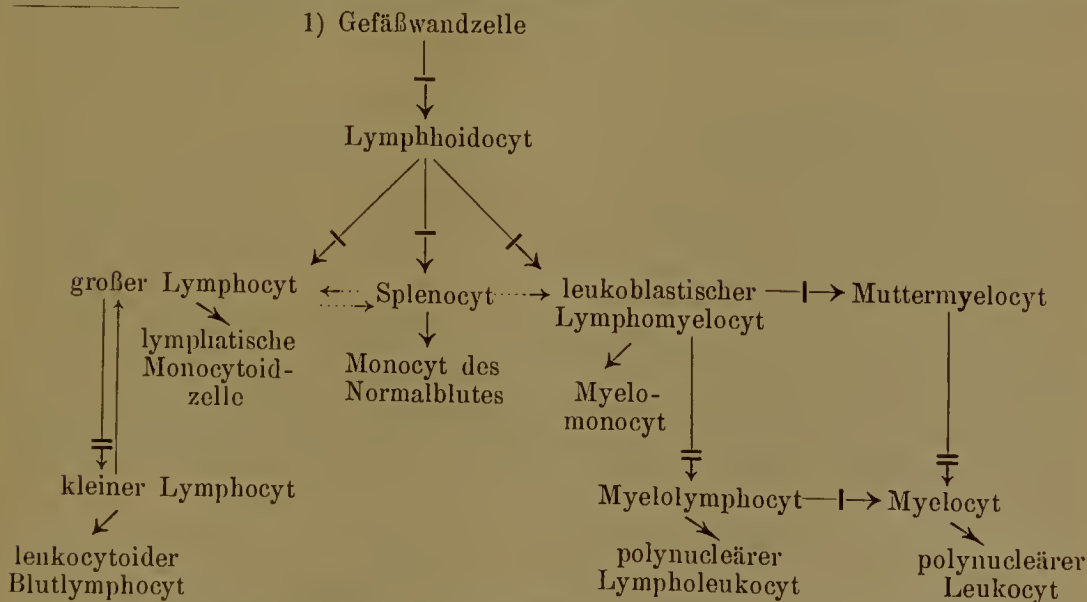 1) Gefäßwandzelle
Lymphhoidocyt
großer Lymphocyt
Splenocyt
leukoblastischer
Lymphomyelocyt
Muttermyelocyt
lymphatische
Monocytoid-
zelle
Monocyt des
Normalblutes
Myelo-
monocyt
kleiner Lymphocyt
Myelolymphocyt
Myelocyt
leukocytoider
Blutlymphocyt
polynucleärer
Lympholeukocyt
polynucleärer
Leukocyt